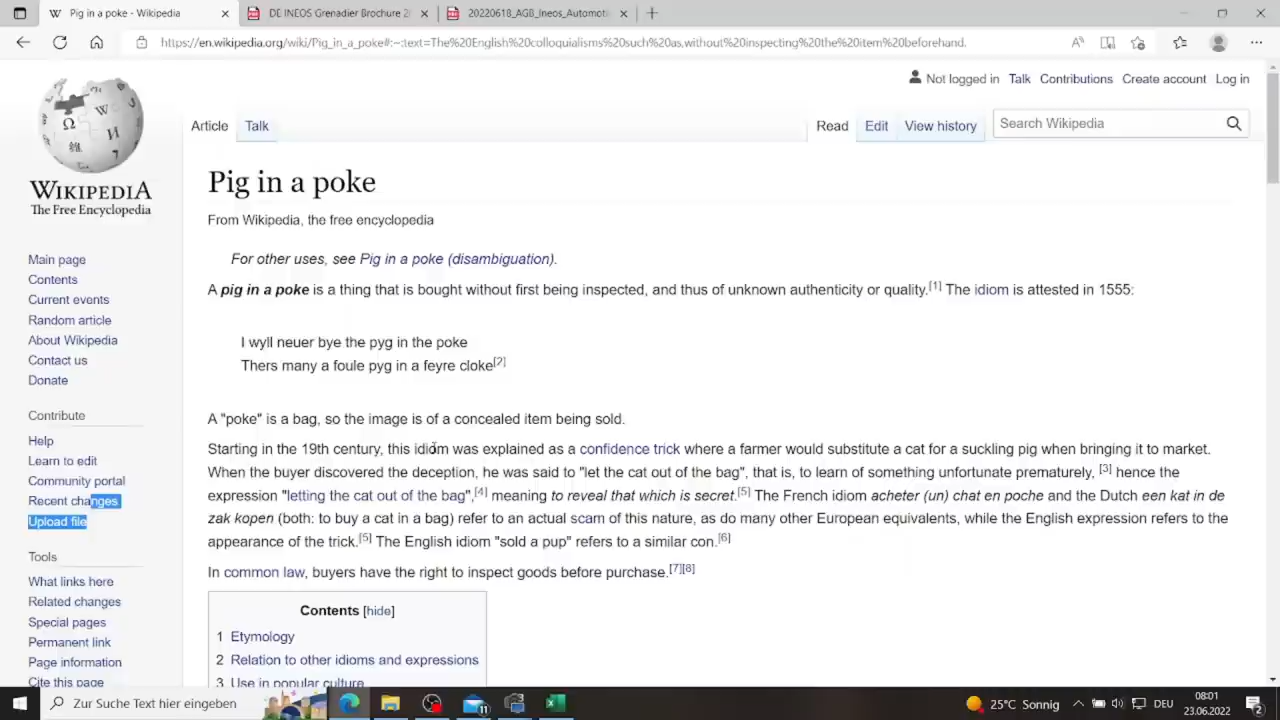 Pig in a poke - Wikipedia
DE INEOS Grenadier Brochure 2
20220618_AGB_Ineos_Automoti
https://en.wikipedia.org/wiki/Pig_in_a_poke#:~:text=The%20English%20colloquialisms%20such%20as,without%20inspecting%20the%20item%20beforehand.
Not logged in Talk Contributions Create account Log in
Article Talk Read Edit View history Search Wikipedia
WIKIPEDIA
The Free Encyclopedia
Main page
Contents
Current events
Random article
About Wikipedia
Contact us
Donate
Contribute
Help
Learn to edit
Community portal
Recent changes
Upload file
Tools
What links here
Related changes
Special pages
Permanent link
Page information
Cite this page
Pig in a poke
From Wikipedia, the free encyclopedia
For other uses, see Pig in a poke (disambiguation).
A pig in a poke is a thing that is bought without first being inspected, and thus of unknown authenticity or quality.[1] The idiom is attested in 1555:
I wyll neuer bye the pyg in the poke
Thers many a foule pyg in a feyre cloke[2]
A "poke" is a bag, so the image is of a concealed item being sold.
Starting in the 19th century, this idiom was explained as a confidence trick where a farmer would substitute a cat for a suckling pig when bringing it to market.
When the buyer discovered the deception, he was said to "let the cat out of the bag", that is, to learn of something unfortunate prematurely, [3] hence the
expression "letting the cat out of the bag",[4] meaning to reveal that which is secret.[5] The French idiom acheter (un) chat en poche and the Dutch een kat in de
zak kopen (both: to buy a cat in a bag) refer to an actual scam of this nature, as do many other European equivalents, while the English expression refers to the
appearance of the trick.[5] The English idiom "sold a pup" refers to a similar con.[6]
In common law, buyers have the right to inspect goods before purchase.[7][8]
Contents [hide]
1 Etymology
2 Relation to other idioms and expressions
3 Use in popular culture
Zur Suche Text hier eingeben
11
25°C Sonnig
DEU
08:01
23.06.2022
2